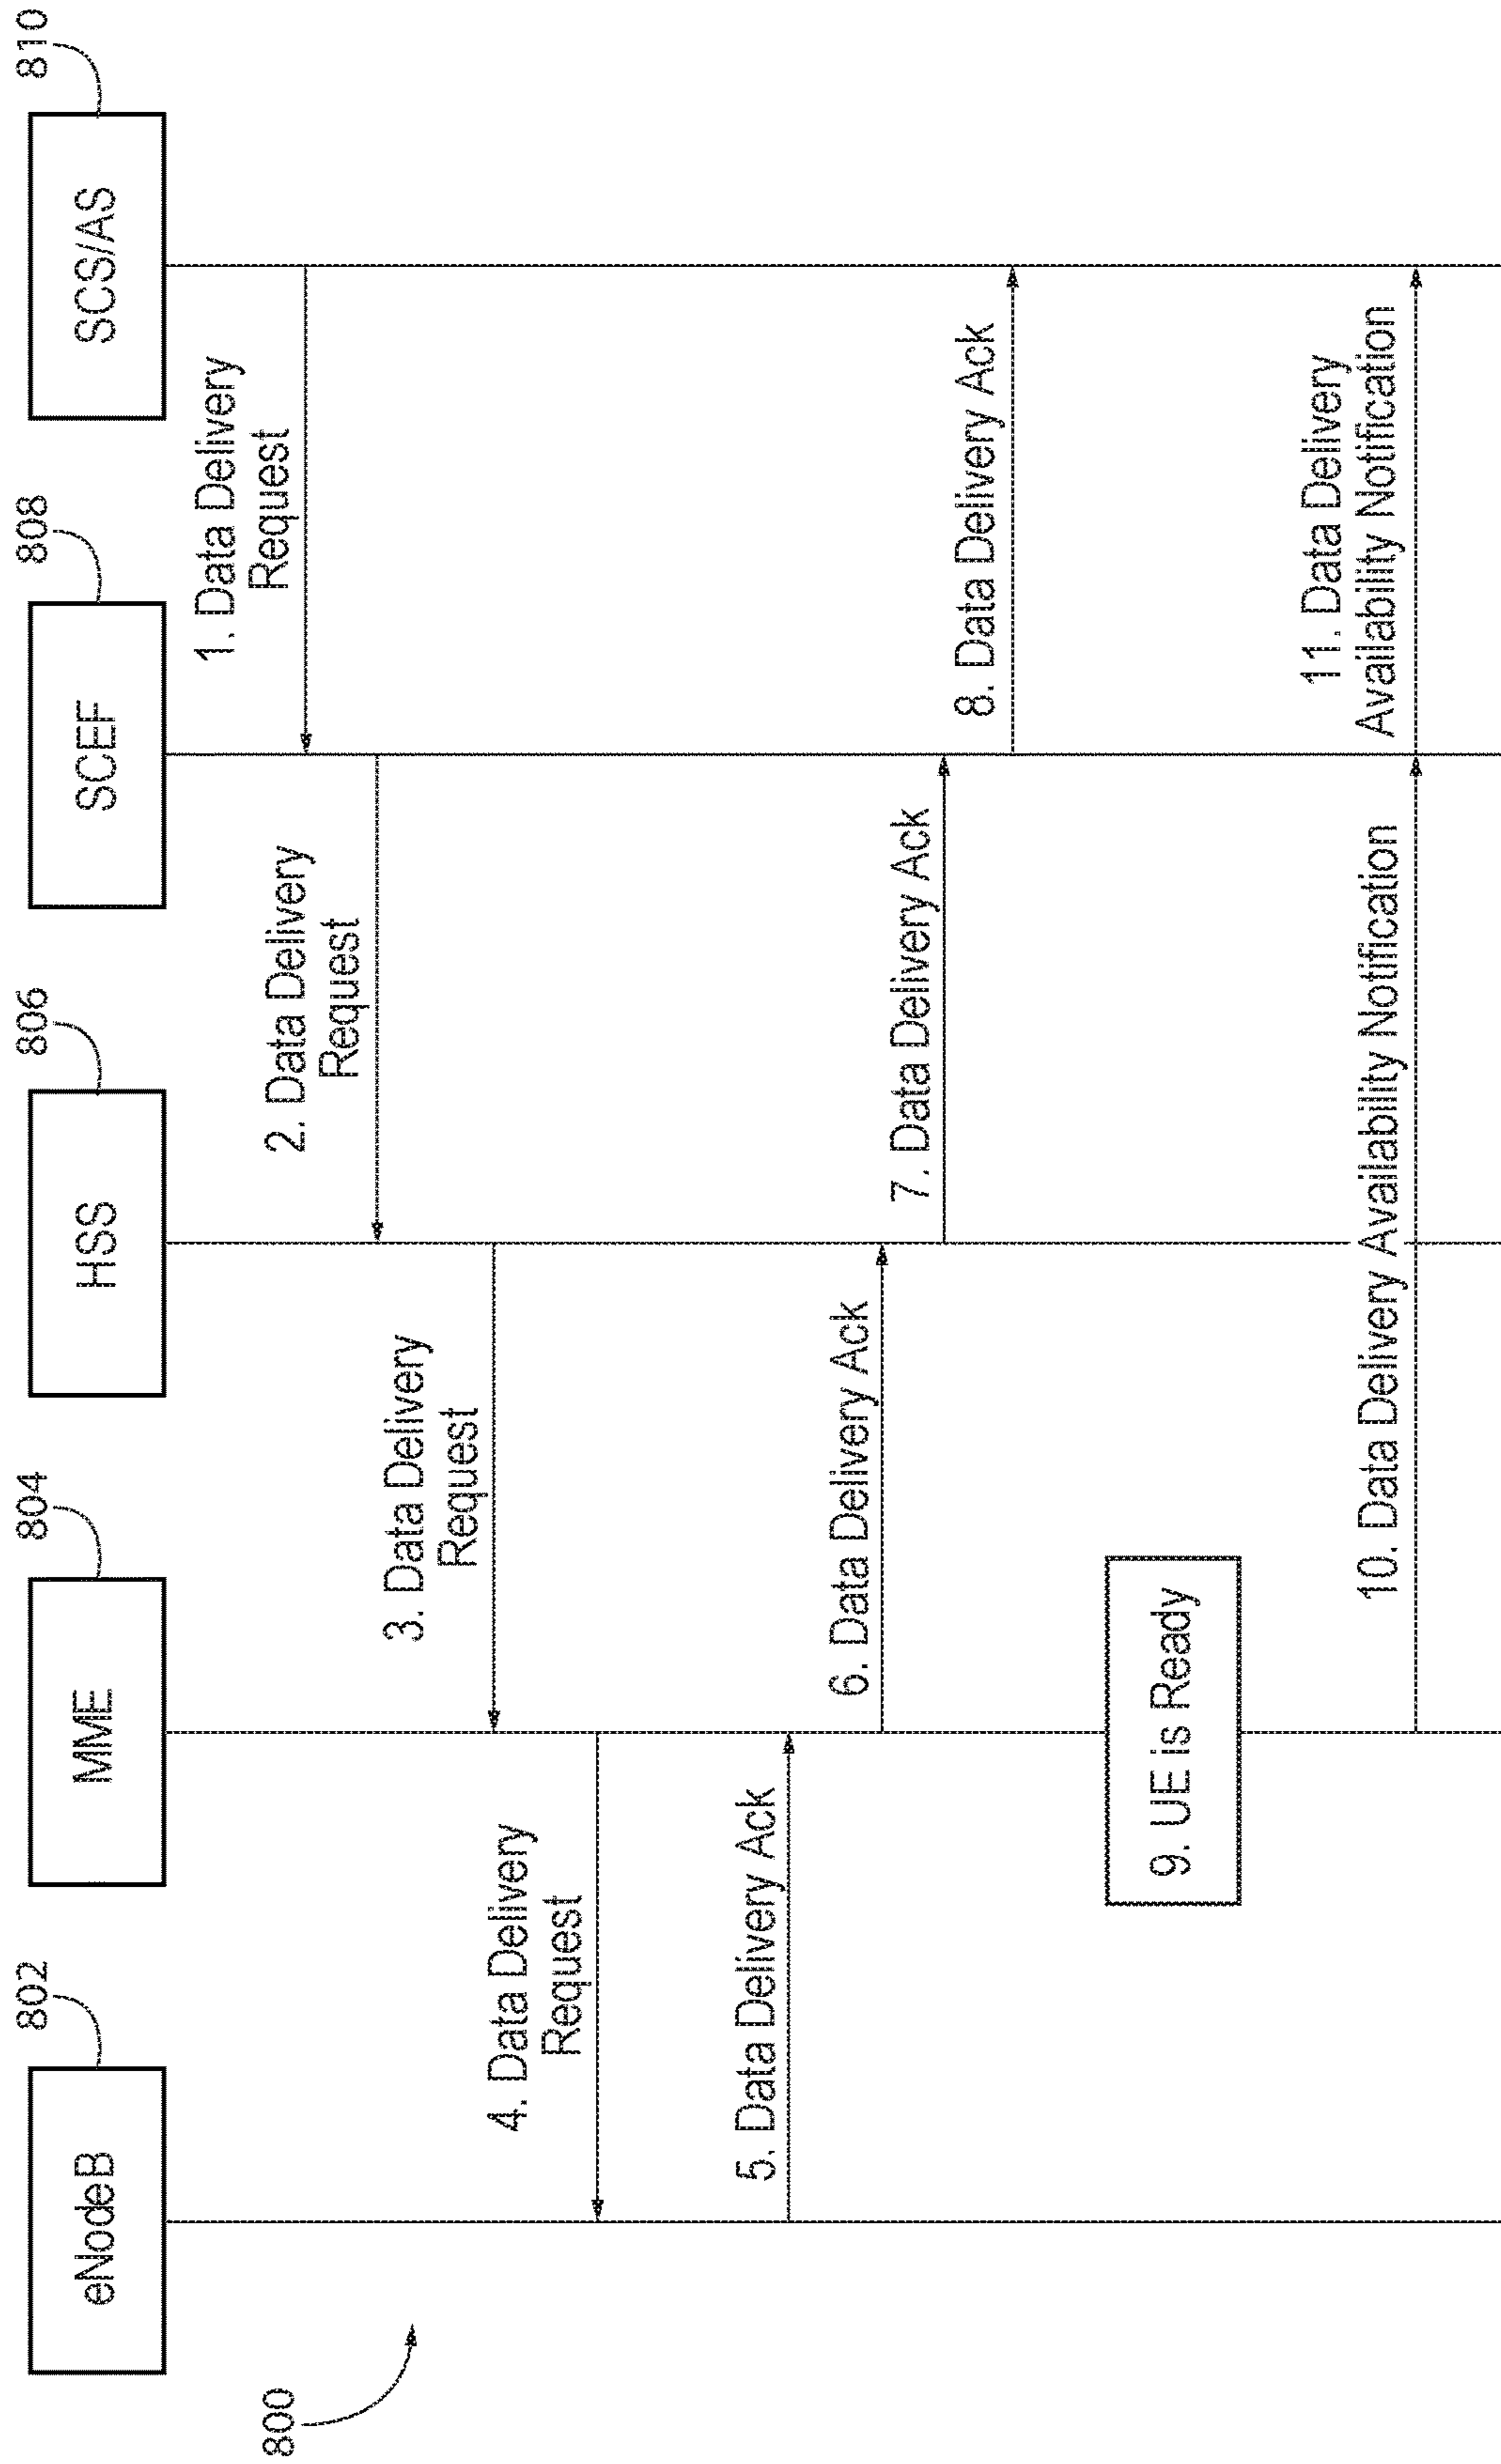 802
804
806
808
810
eNodeB
MME
HSS
SCEF
SCS/AS
800
1. Data Delivery
Request
2. Data Delivery
Request
3. Data Delivery
Request
4. Data Delivery
Request
5. Data Delivery Ack
6. Data Delivery Ack
7. Data Delivery Ack
8. Data Delivery Ack
9. UE is Ready
10. Data Delivery Availability Notification
11. Data Delivery
Availability Notification